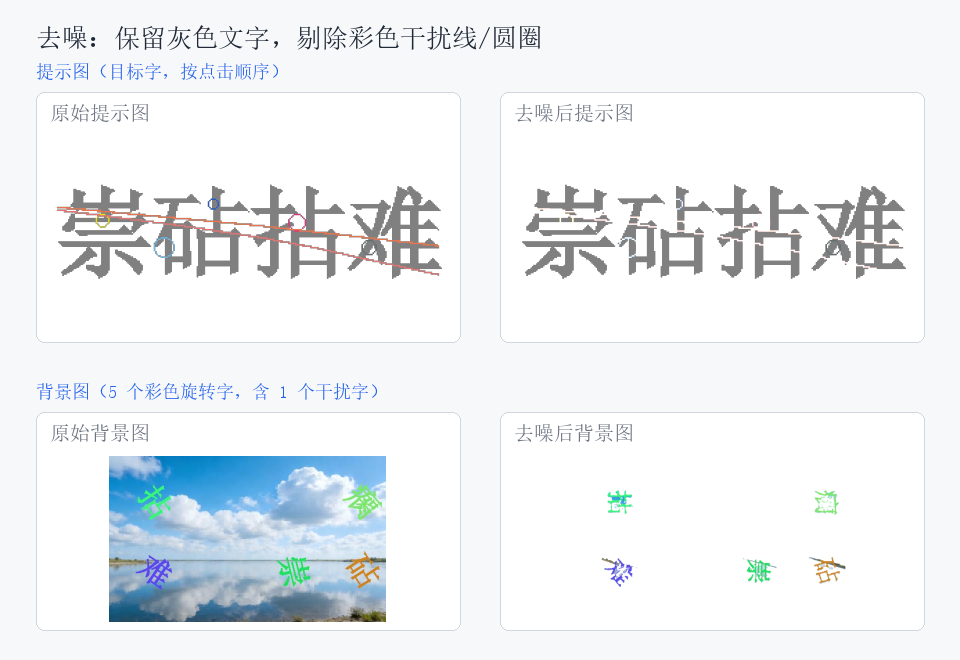 去噪：保留灰色文字，剔除彩色干扰线/圆圈
提示图（目标字，按点击顺序）
原始提示图
去噪后提示图
崇砧拈难
崇砧拈难
背景图（5 个彩色旋转字，含 1 个干扰字）
原始背景图
去噪后背景图
拈
难 崇 砧
崇 砧